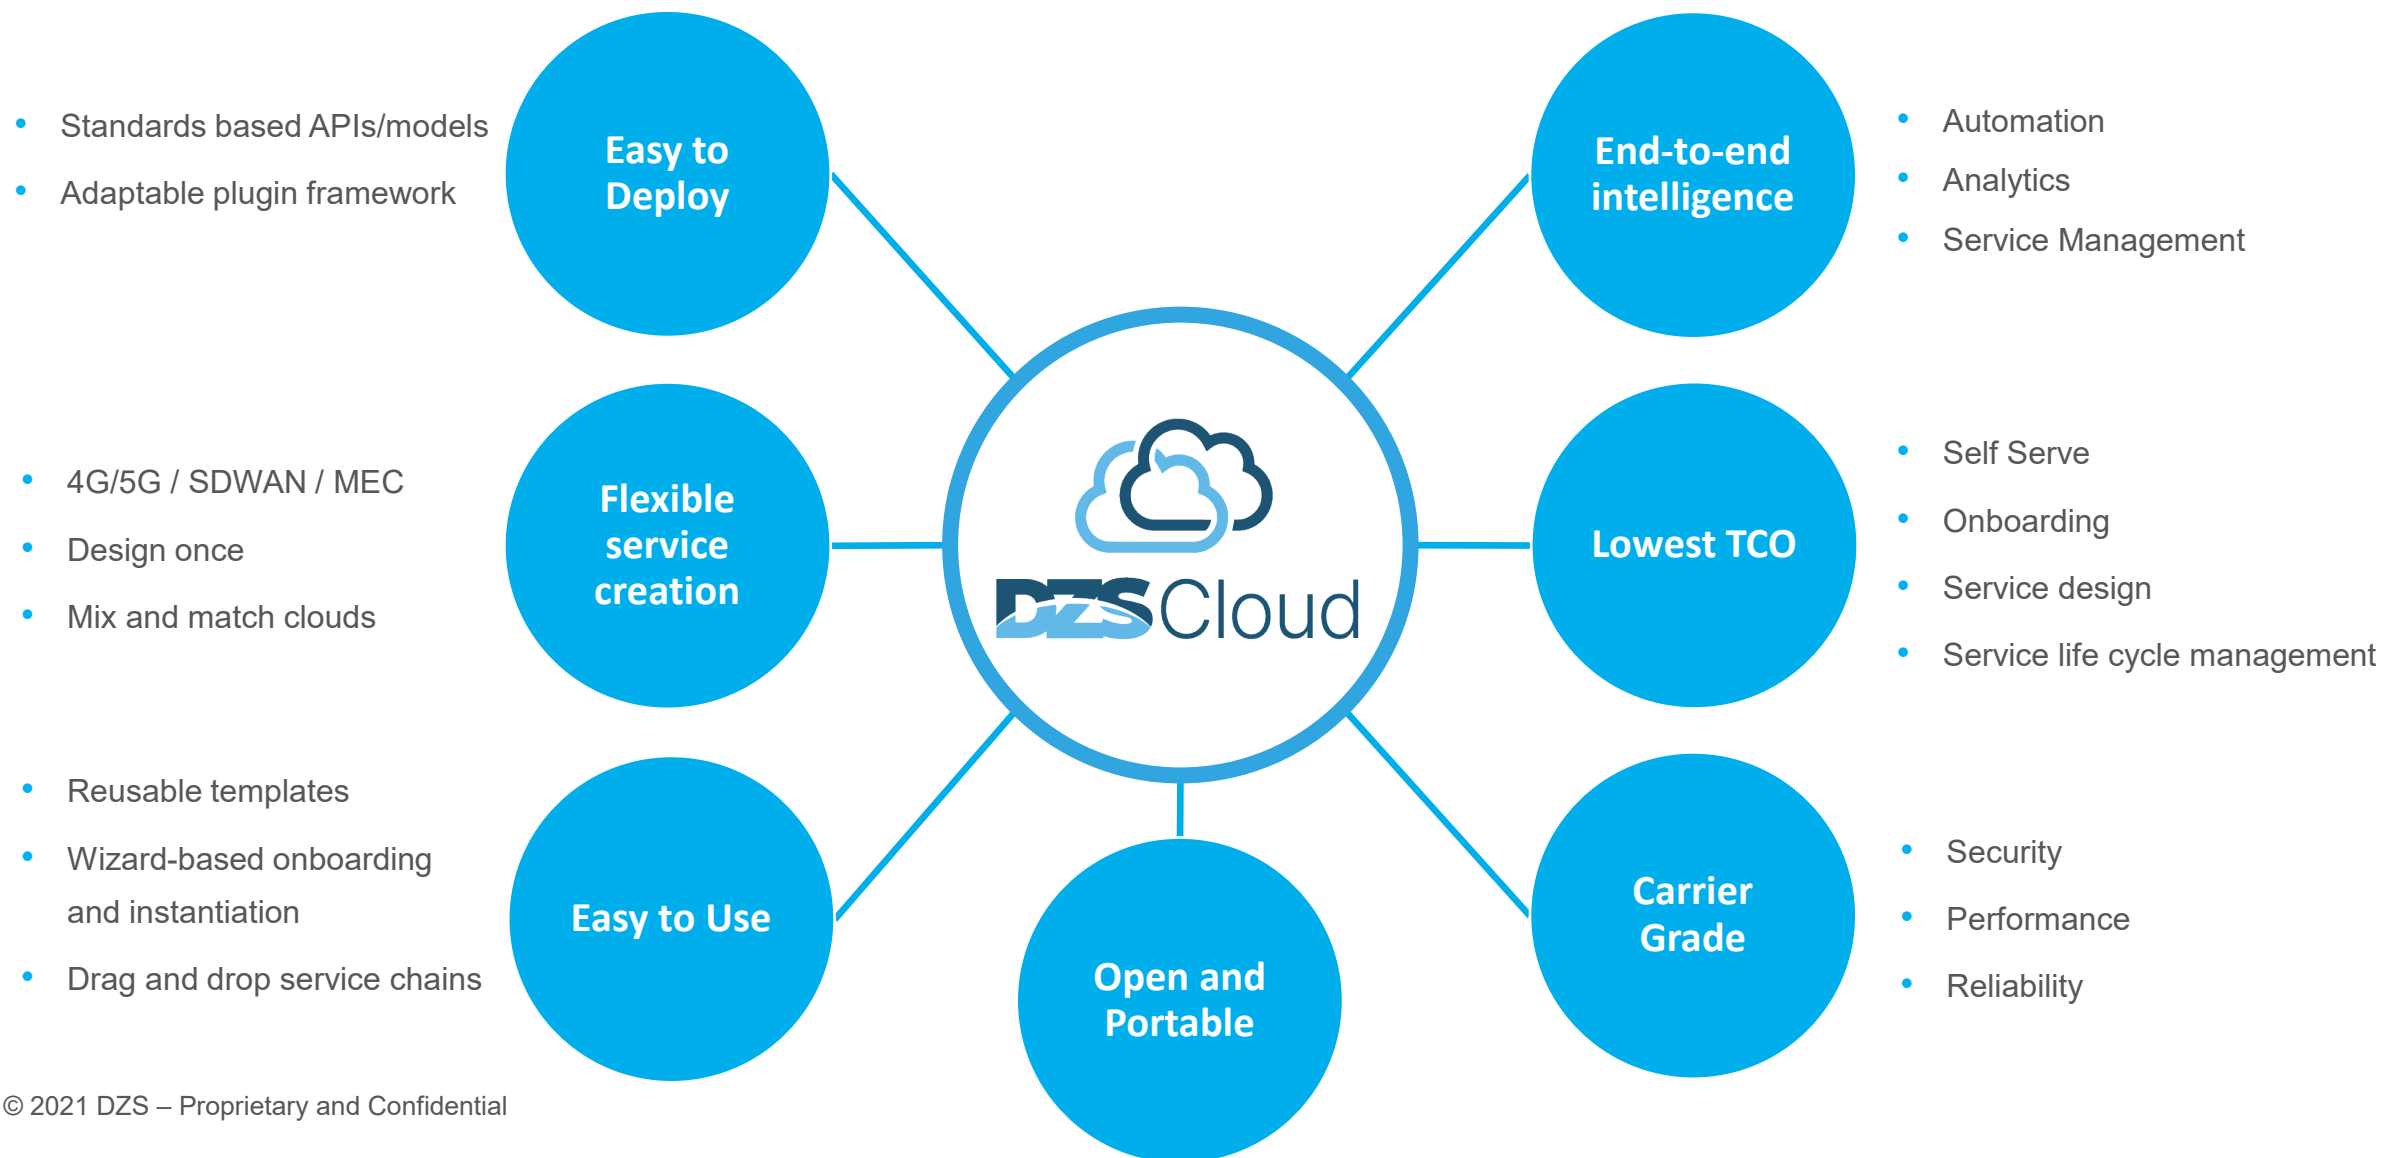 • Standards based APIs/models
• Adaptable plugin framework
Easy to
Deploy
End-to-end
intelligence
• Automation
• Analytics
• Service Management
• 4G/5G / SDWAN / MEC
• Design once
• Mix and match clouds
Flexible
service
creation
DZS Cloud
Lowest TCO
• Self Serve
• Onboarding
• Service design
• Service life cycle management
• Reusable templates
• Wizard-based onboarding
and instantiation
• Drag and drop service chains
Easy to Use
Open and
Portable
Carrier
Grade
• Security
• Performance
• Reliability
© 2021 DZS – Proprietary and Confidential